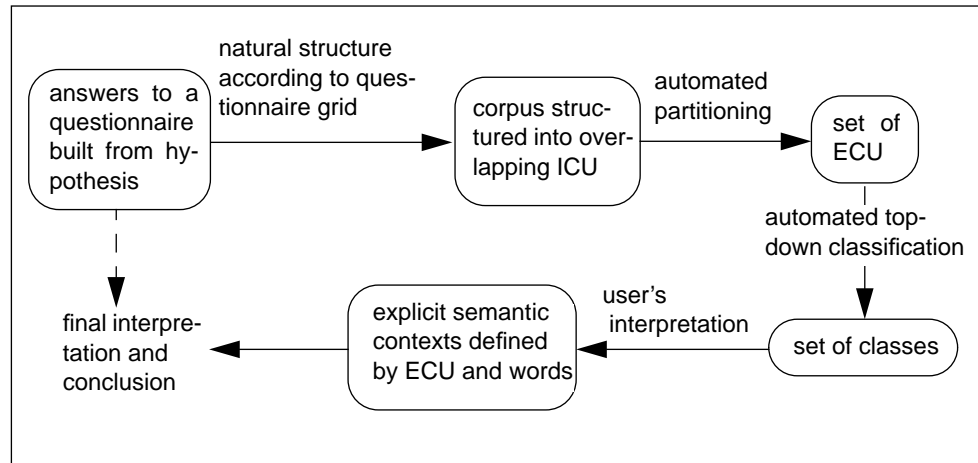 answers to a
questionnaire
built from hy-
pothesis
natural structure
according to ques-
tionnaire grid
corpus struc-
tured into over-
lapping ICU
automated
partitioning
set of
ECU
automated top-
down classification
set of classes
user's
interpretation
explicit semantic
contexts defined
by ECU and words
final interpre-
tation and
conclusion